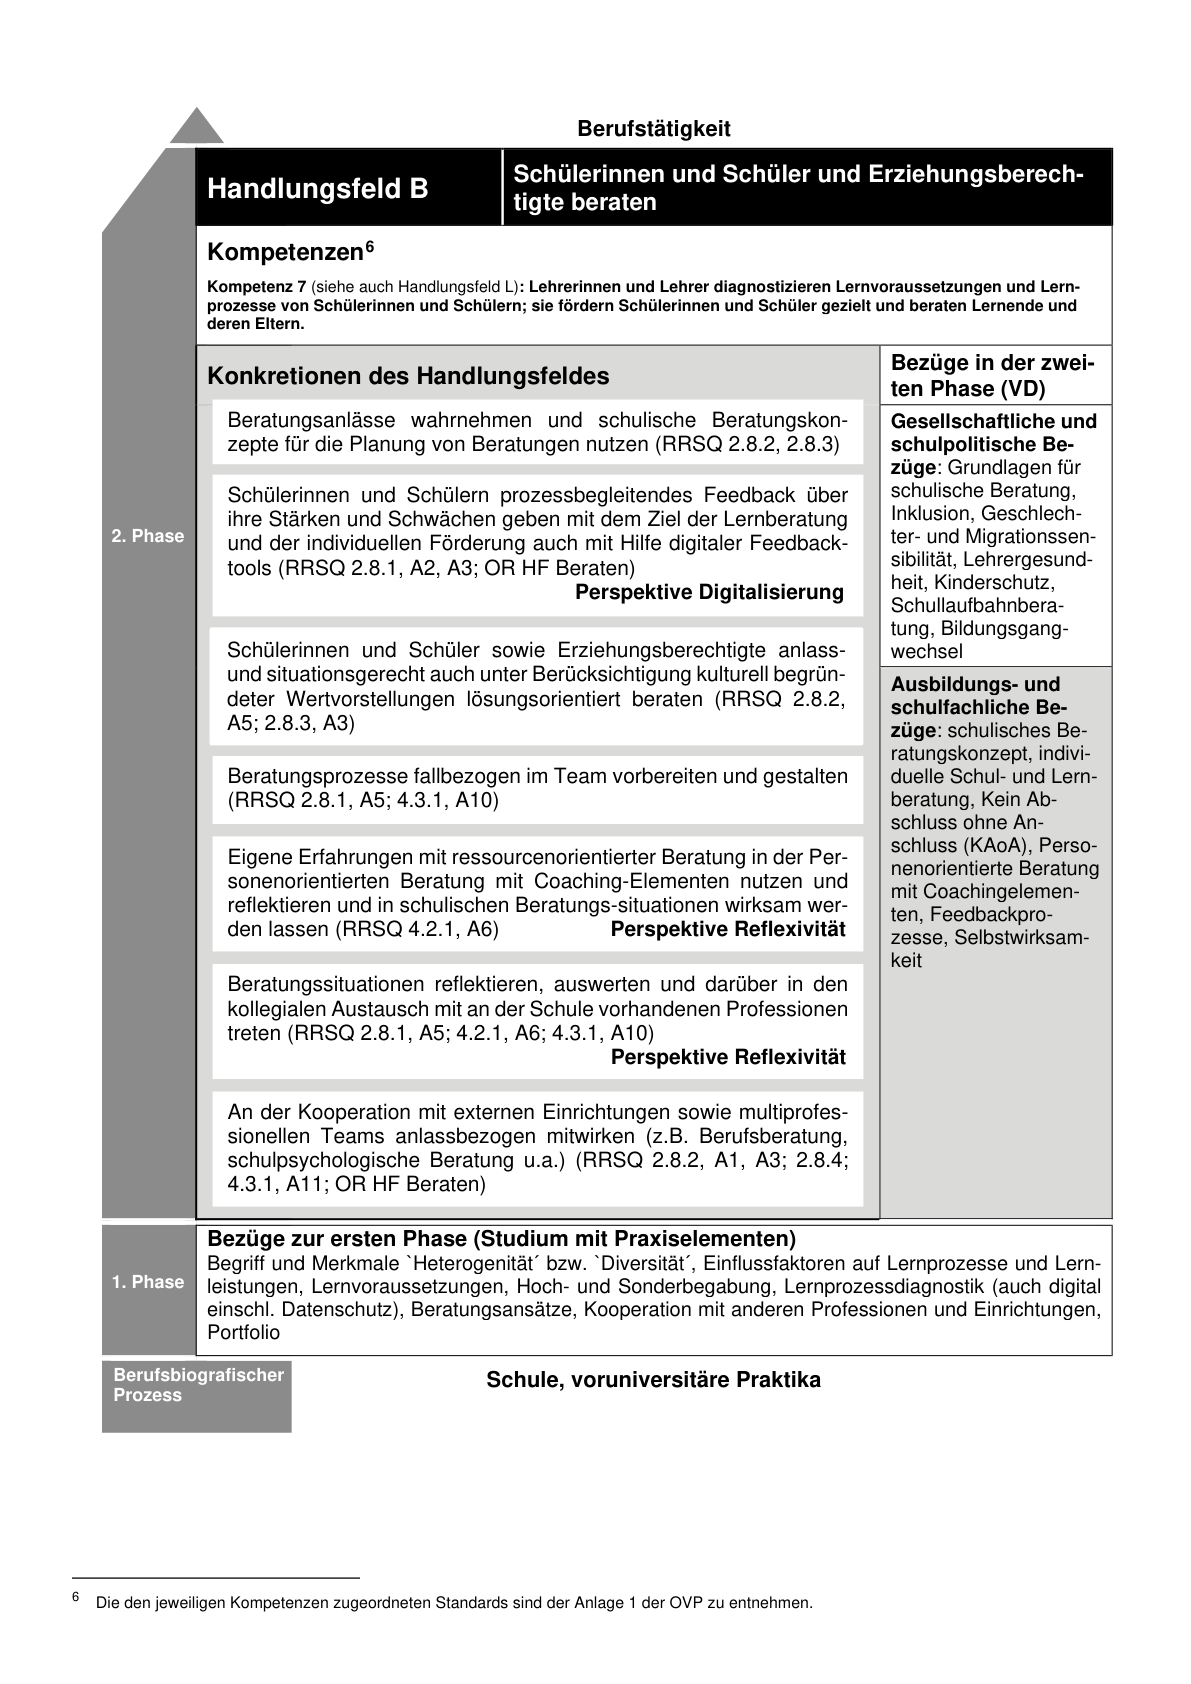 Berufstätigkeit
Handlungsfeld B
Schülerinnen und Schüler und Erziehungsberech-
tigte beraten
Kompetenzen⁶
Kompetenz 7 (siehe auch Handlungsfeld L): Lehrerinnen und Lehrer diagnostizieren Lernvoraussetzungen und Lern-
prozesse von Schülerinnen und Schülern; sie fördern Schülerinnen und Schüler gezielt und beraten Lernende und
deren Eltern.
2. Phase
Konkretionen des Handlungsfeldes
Beratungsanlässe wahrnehmen und schulische Beratungskon-
zepte für die Planung von Beratungen nutzen (RRSQ 2.8.2, 2.8.3)
Schülerinnen und Schülern prozessbegleitendes Feedback über
ihre Stärken und Schwächen geben mit dem Ziel der Lernberatung
und der individuellen Förderung auch mit Hilfe digitaler Feedback-
tools (RRSQ 2.8.1, A2, A3; OR HF Beraten)
Perspektive Digitalisierung
Schülerinnen und Schüler sowie Erziehungsberechtigte anlass-
und situationsgerecht auch unter Berücksichtigung kulturell begrün-
deter Wertvorstellungen lösungsorientiert beraten (RRSQ 2.8.2,
A5; 2.8.3, A3)
Beratungsprozesse fallbezogen im Team vorbereiten und gestalten
(RRSQ 2.8.1, A5; 4.3.1, A10)
Eigene Erfahrungen mit ressourcenorientierter Beratung in der Per-
sonenorientierten Beratung mit Coaching-Elementen nutzen und
reflektieren und in schulischen Beratungs-situationen wirksam wer-
den lassen (RRSQ 4.2.1, A6) Perspektive Reflexivität
Beratungssituationen reflektieren, auswerten und darüber in den
kollegialen Austausch mit an der Schule vorhandenen Professionen
treten (RRSQ 2.8.1, A5; 4.2.1, A6; 4.3.1, A10)
Perspektive Reflexivität
An der Kooperation mit externen Einrichtungen sowie multiprofes-
sionellen Teams anlassbezogen mitwirken (z.B. Berufsberatung,
schulpsychologische Beratung u.a.) (RRSQ 2.8.2, A1, A3; 2.8.4;
4.3.1, A11; OR HF Beraten)
Bezüge in der zwei-
ten Phase (VD)
Gesellschaftliche und
schulpolitische Be-
züge: Grundlagen für
schulische Beratung,
Inklusion, Geschlech-
ter- und Migrationssen-
sibilität, Lehrergesund-
heit, Kinderschutz,
Schullaufbahnbera-
tung, Bildungsgang-
wechsel
Ausbildungs- und
schulfachliche Be-
züge: schulisches Be-
ratungskonzept, indivi-
duelle Schul- und Lern-
beratung, Kein Ab-
schluss ohne An-
schluss (KAoA), Perso-
nenorientierte Beratung
mit Coachingelemen-
ten, Feedbackpro-
zesse, Selbstwirksam-
keit
1. Phase
Bezüge zur ersten Phase (Studium mit Praxiselementen)
Begriff und Merkmale `Heterogenität´ bzw. `Diversität´, Einflussfaktoren auf Lernprozesse und Lern-
leistungen, Lernvoraussetzungen, Hoch- und Sonderbegabung, Lernprozessdiagnostik (auch digital
einschl. Datenschutz), Beratungsansätze, Kooperation mit anderen Professionen und Einrichtungen,
Portfolio
Berufsbiografischer
Prozess
Schule, voruniversitäre Praktika
6 Die den jeweiligen Kompetenzen zugeordneten Standards sind der Anlage 1 der OVP zu entnehmen.